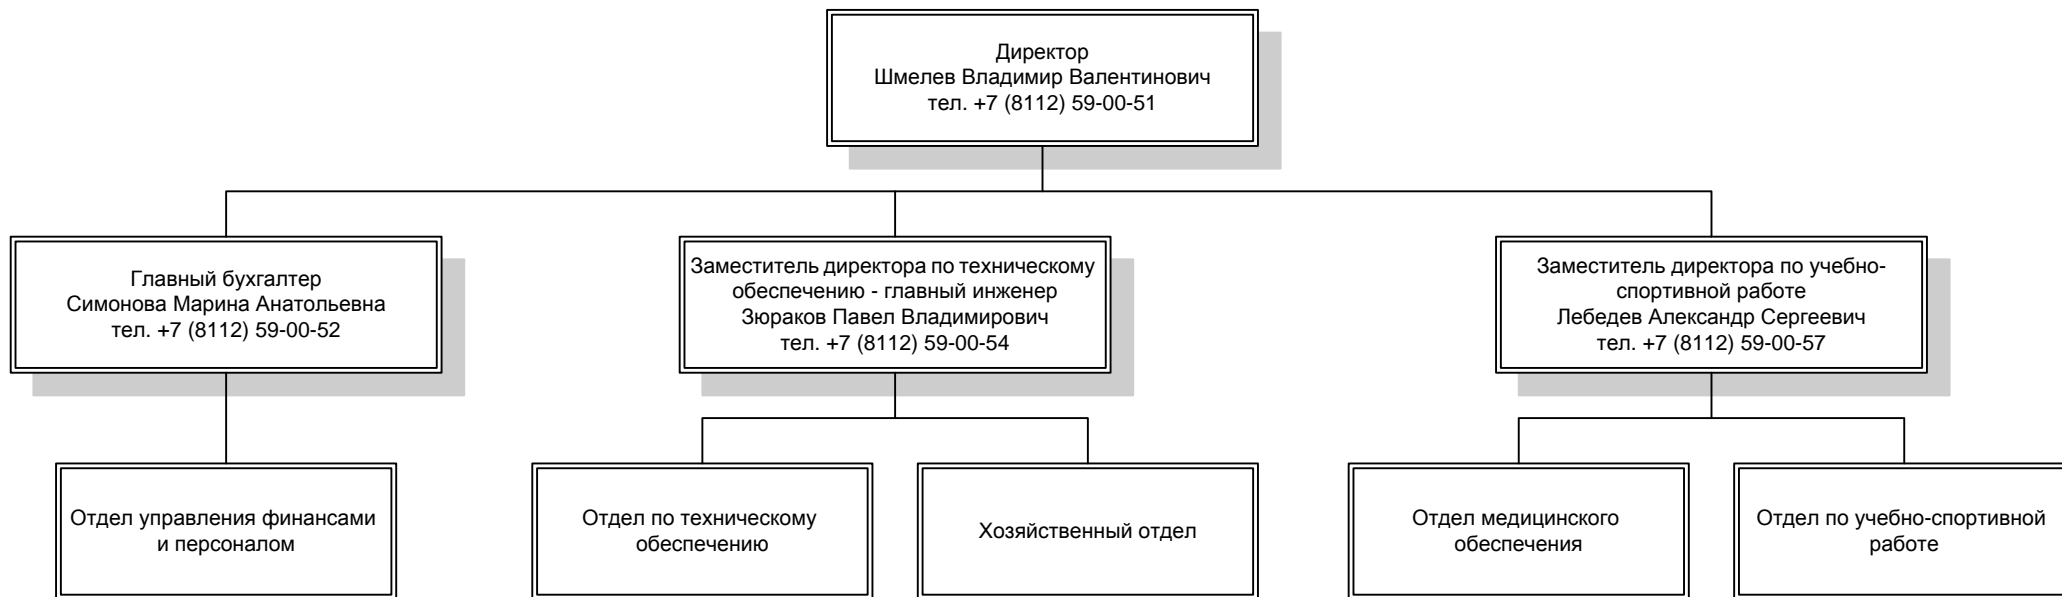 Директор
Шмелев Владимир Валентинович
тел. +7 (8112) 59-00-51
Главный бухгалтер
Симонова Марина Анатольевна
тел. +7 (8112) 59-00-52
Заместитель директора по техническому
обеспечению - главный инженер
Зюраков Павел Владимирович
тел. +7 (8112) 59-00-54
Заместитель директора по учебно-
спортивной работе
Лебедев Александр Сергеевич
тел. +7 (8112) 59-00-57
Отдел управления финансами
и персоналом
Отдел по техническому
обеспечению
Хозяйственный отдел
Отдел медицинского
обеспечения
Отдел по учебно-спортивной
работе